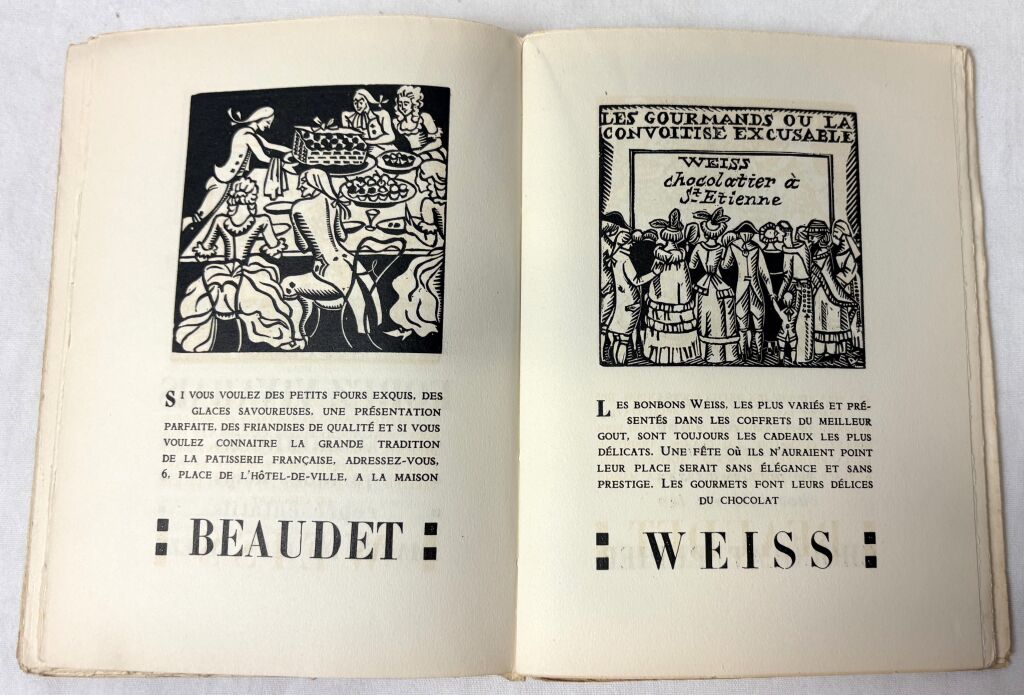 SI VOUS VOULEZ DES PETITS FOURS EXQUIS, DES
GLACES SAVOUREUSES, UNE PRÉSENTATION
PARFAITE, DES FRIANDISES DE QUALITÉ ET SI VOUS
VOULEZ CONNAITRE LA GRANDE TRADITION
DE LA PATISSERIE FRANÇAISE, ADRESSEZ-VOUS,
6, PLACE DE L'HÔTEL-DE-VILLE, A LA MAISON
BEAUDET
LES GOURMANDS OU LA
CONVOITISE EXCUSABLE
WEISS
chocolatier à
St Etienne
LES BONBONS WEISS, LES PLUS VARIÉS ET PRÉ-
SENTÉS DANS LES COFFRETS DU MEILLEUR
GOUT, SONT TOUJOURS LES CADEAUX LES PLUS
DÉLICATS. UNE FÊTE OÙ ILS N'AURAIENT POINT
LEUR PLACE SERAIT SANS ÉLÉGANCE ET SANS
PRESTIGE. LES GOURMETS FONT LEURS DÉLICES
DU CHOCOLAT
WEISS